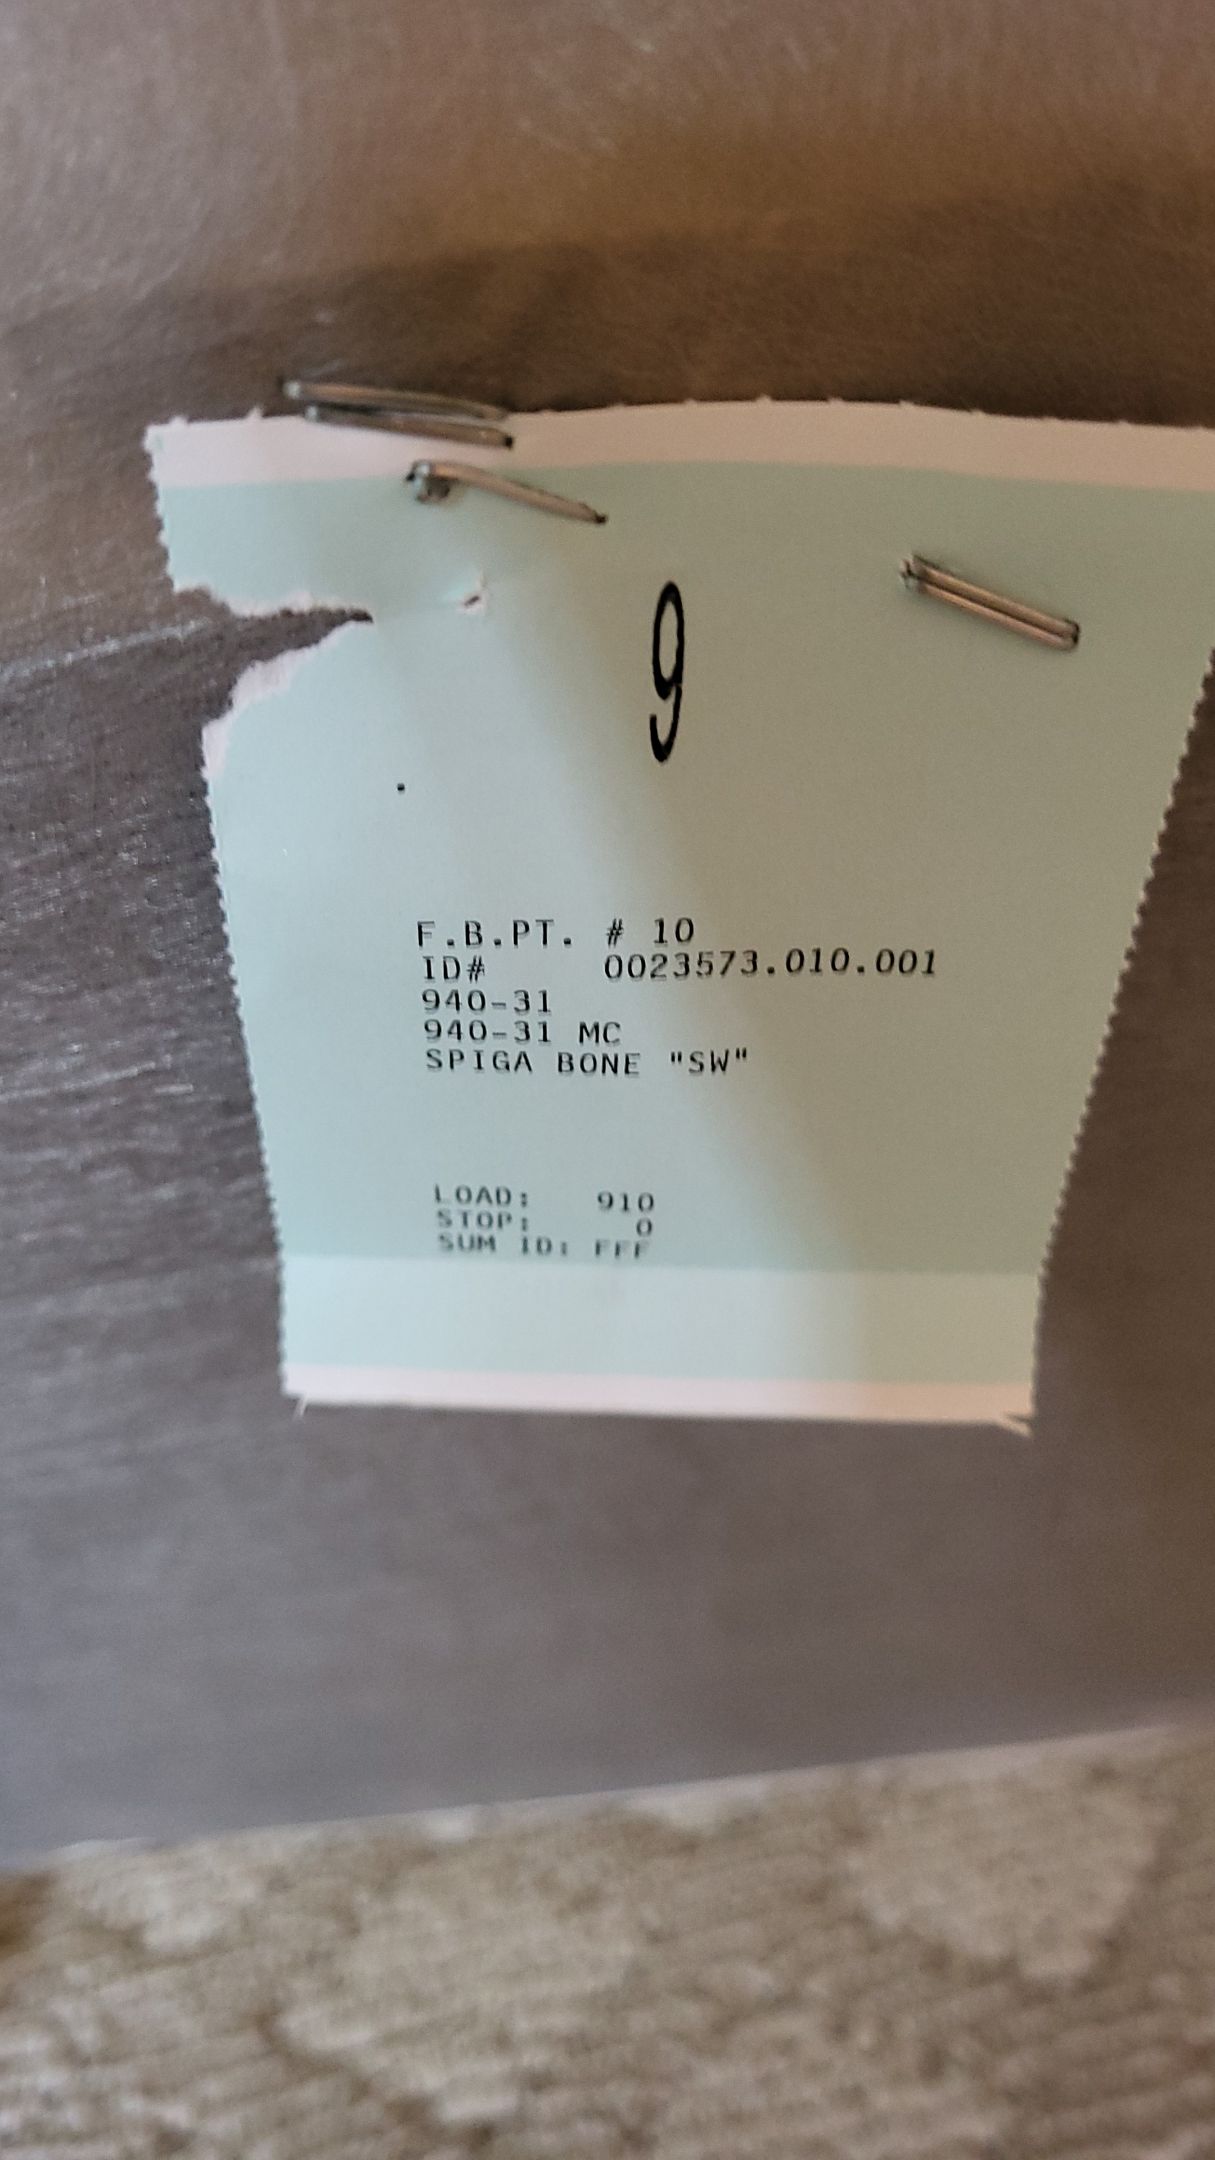 9
F.B.PT. # 10
ID# 0023573.010.001
940-31
940-31 MC
SPIGA BONE "SW"
LOAD: 910
STOP: 0
SUM ID: FFF